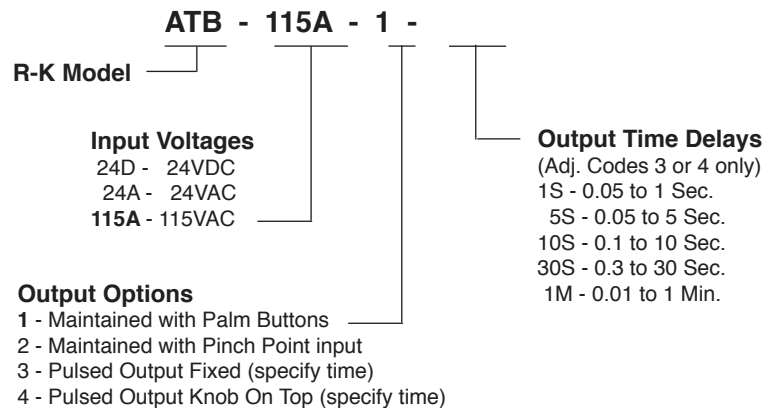 ATB - 115A - 1 -
R-K Model
Input Voltages
24D - 24VDC
24A - 24VAC
115A - 115VAC
Output Options
1 - Maintained with Palm Buttons
2 - Maintained with Pinch Point input
3 - Pulsed Output Fixed (specify time)
4 - Pulsed Output Knob On Top (specify time)
Output Time Delays
(Adj. Codes 3 or 4 only)
1S - 0.05 to 1 Sec.
5S - 0.05 to 5 Sec.
10S - 0.1 to 10 Sec.
30S - 0.3 to 30 Sec.
1M - 0.01 to 1 Min.